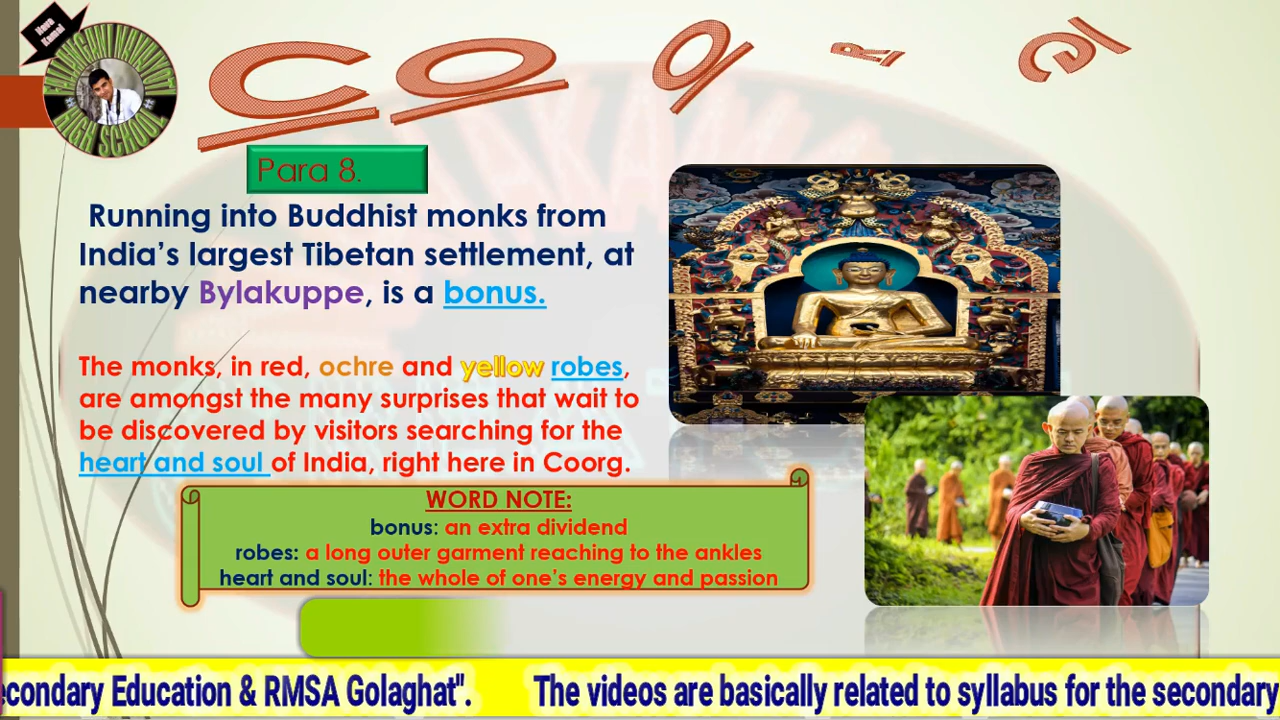 COORG
Para 8.
Running into Buddhist monks from
India's largest Tibetan settlement, at
nearby Bylakuppe, is a bonus.
The monks, in red, ochre and yellow robes,
are amongst the many surprises that wait to
be discovered by visitors searching for the
heart and soul of India, right here in Coorg.
WORD NOTE:
bonus: an extra dividend
robes: a long outer garment reaching to the ankles
heart and soul: the whole of one's energy and passion
econdary Education & RMSA Golaghat". The videos are basically related to syllabus for the secondary